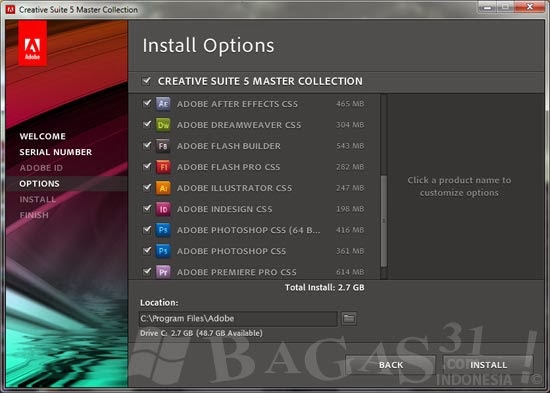 Creative Suite 5 Master Collection
Adobe
Install Options
CREATIVE SUITE 5 MASTER COLLECTION
WELCOME
SERIAL NUMBER
ADOBE ID
OPTIONS
INSTALL
FINISH
Ae ADOBE AFTER EFFECTS CS5 465 MB
Dw ADOBE DREAMWEAVER CS5 304 MB
FB ADOBE FLASH BUILDER 543 MB
Fl ADOBE FLASH PRO CS5 282 MB
Ai ADOBE ILLUSTRATOR CS5 247 MB
ID ADOBE INDESIGN CS5 198 MB
Ps ADOBE PHOTOSHOP CS5 (64 B... 416 MB
Ps ADOBE PHOTOSHOP CS5 361 MB
Pr ADOBE PREMIERE PRO CS5 614 MB
Click a product name to
customize options
Total Install: 2.7 GB
Location:
C:\Program Files\Adobe
Drive C: 2.7 GB (48.7 GB Available)
BACK
INSTALL
BAGAS31
.com
INDONESIA !